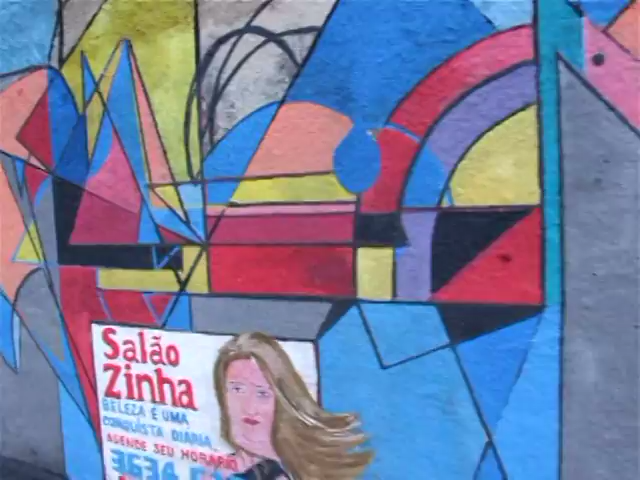 Salão
Zinha
BELEZA É UMA
CONQUISTA DIÁRIA
AGENDE SEU HORÁRIO
3634